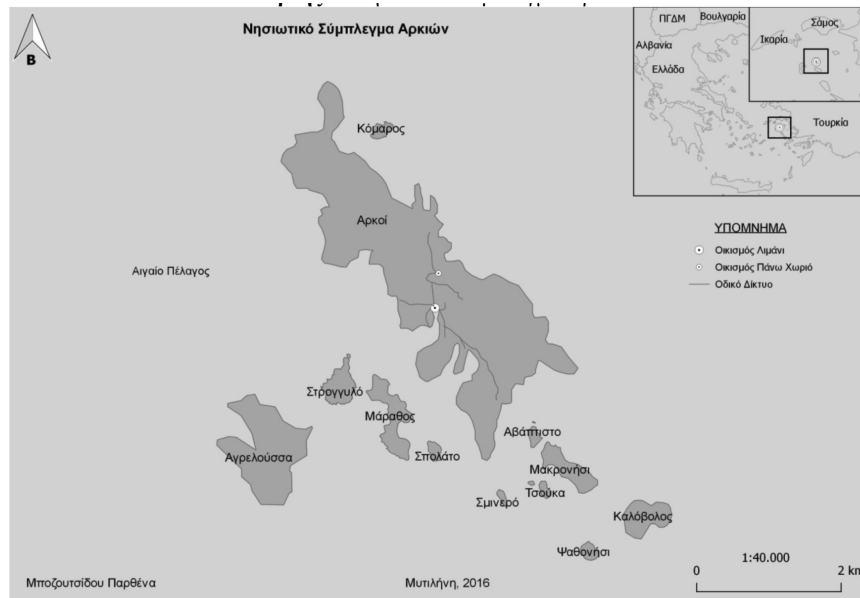 Νησιωτικό Σύμπλεγμα Αρκιών
Β
ΠΓΔΜ
Βουλγαρία
Αλβανία
Ελλάδα
Τουρκία
Σάμος
Ικαρία
Κόμαρος
Αρκοί
Αιγαίο Πέλαγος
ΥΠΟΜΝΗΜΑ
Οικισμός Λιμάνι
Οικισμός Πάνω Χωριό
Οδικό Δίκτυο
Στρογγυλό
Μάραθος
Αγρελούσσα
Σπολάτο
Αβάπτιστο
Μακρονήσι
Τσούκα
Σμινερό
Καλόβολος
Ψαθονήσι
1:40.000
0 2 km
Μποζουτσίδου Παρθένα
Μυτιλήνη, 2016